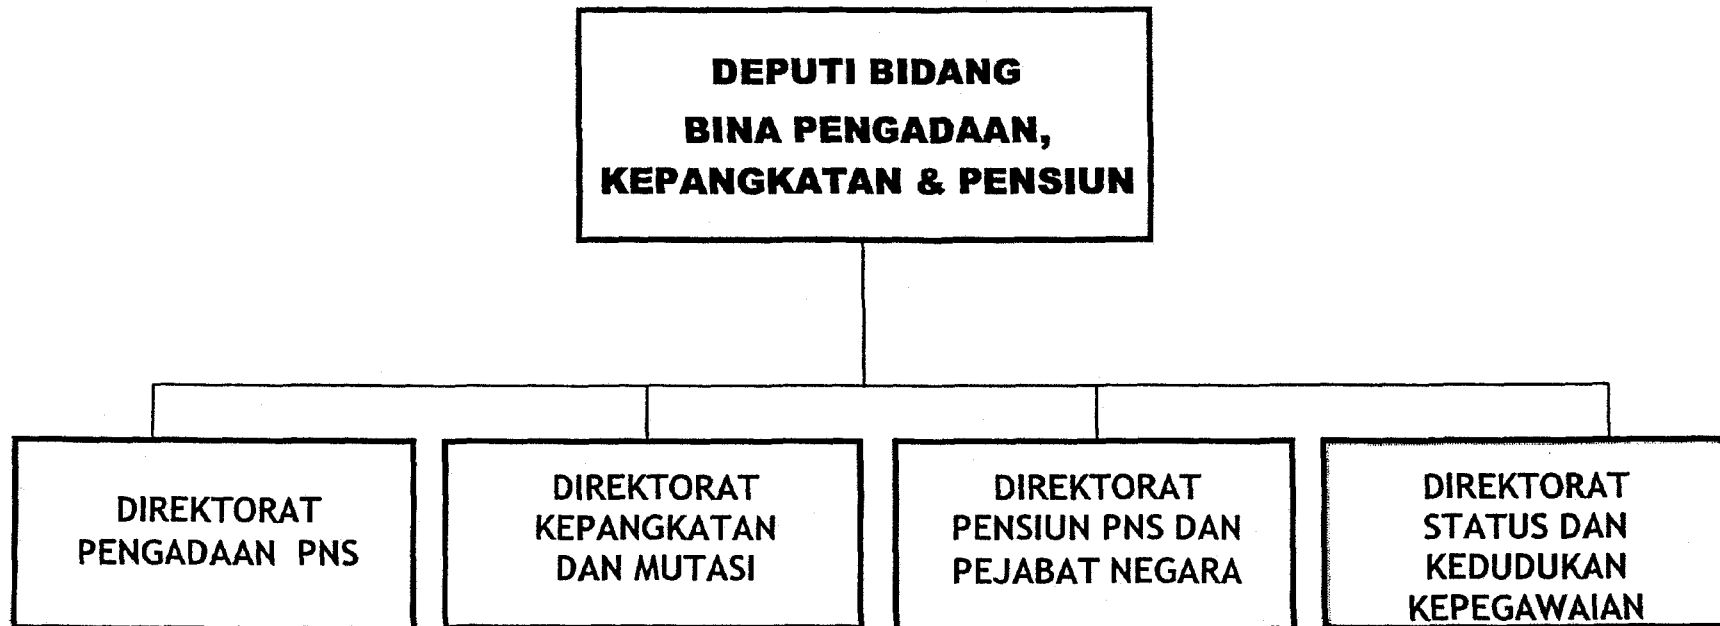 DEPUTI BIDANG
BINA PENGADAAN,
KEPANGKATAN & PENSIUN
DIREKTORAT
PENGADAAN PNS
DIREKTORAT
KEPANGKATAN
DAN MUTASI
DIREKTORAT
PENSIUN PNS DAN
PEJABAT NEGARA
DIREKTORAT
STATUS DAN
KEDUDUKAN
KEPEGAWAIAN